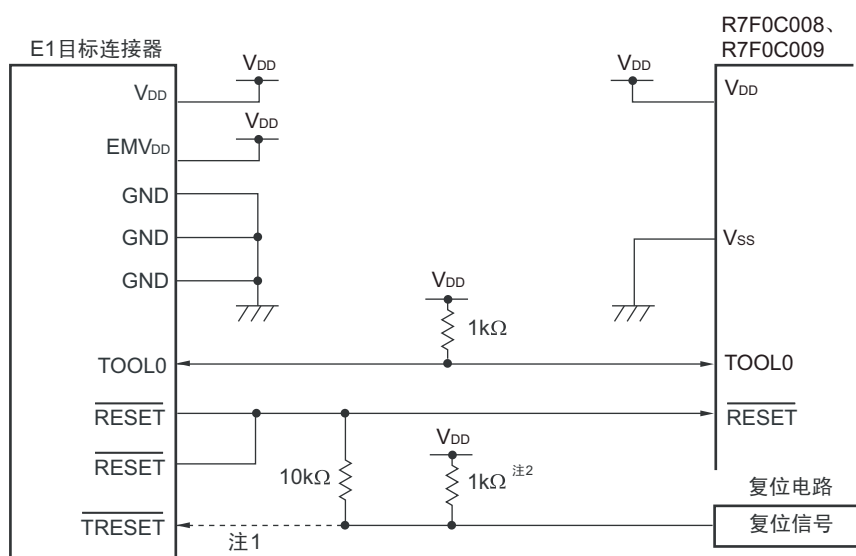 R7F0C008、
R7F0C009
E1目标连接器
VDD
VDD
VDD
VDD
VDD
EMVDD
GND
GND
GND
VSS
VDD
1kΩ
TOOL0
TOOL0
RESET
RESET
RESET
VDD
10kΩ
1kΩ 注2
复位电路
TRESET
注1
复位信号